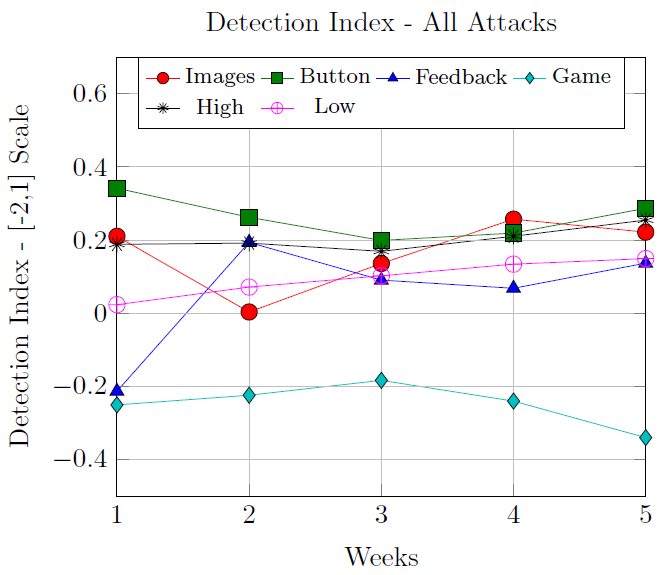 Detection Index - All Attacks
Images Button Feedback Game
High Low
Detection Index - [-2,1] Scale
0.6
0.4
0.2
0
−0.2
−0.4
1 2 3 4 5
Weeks